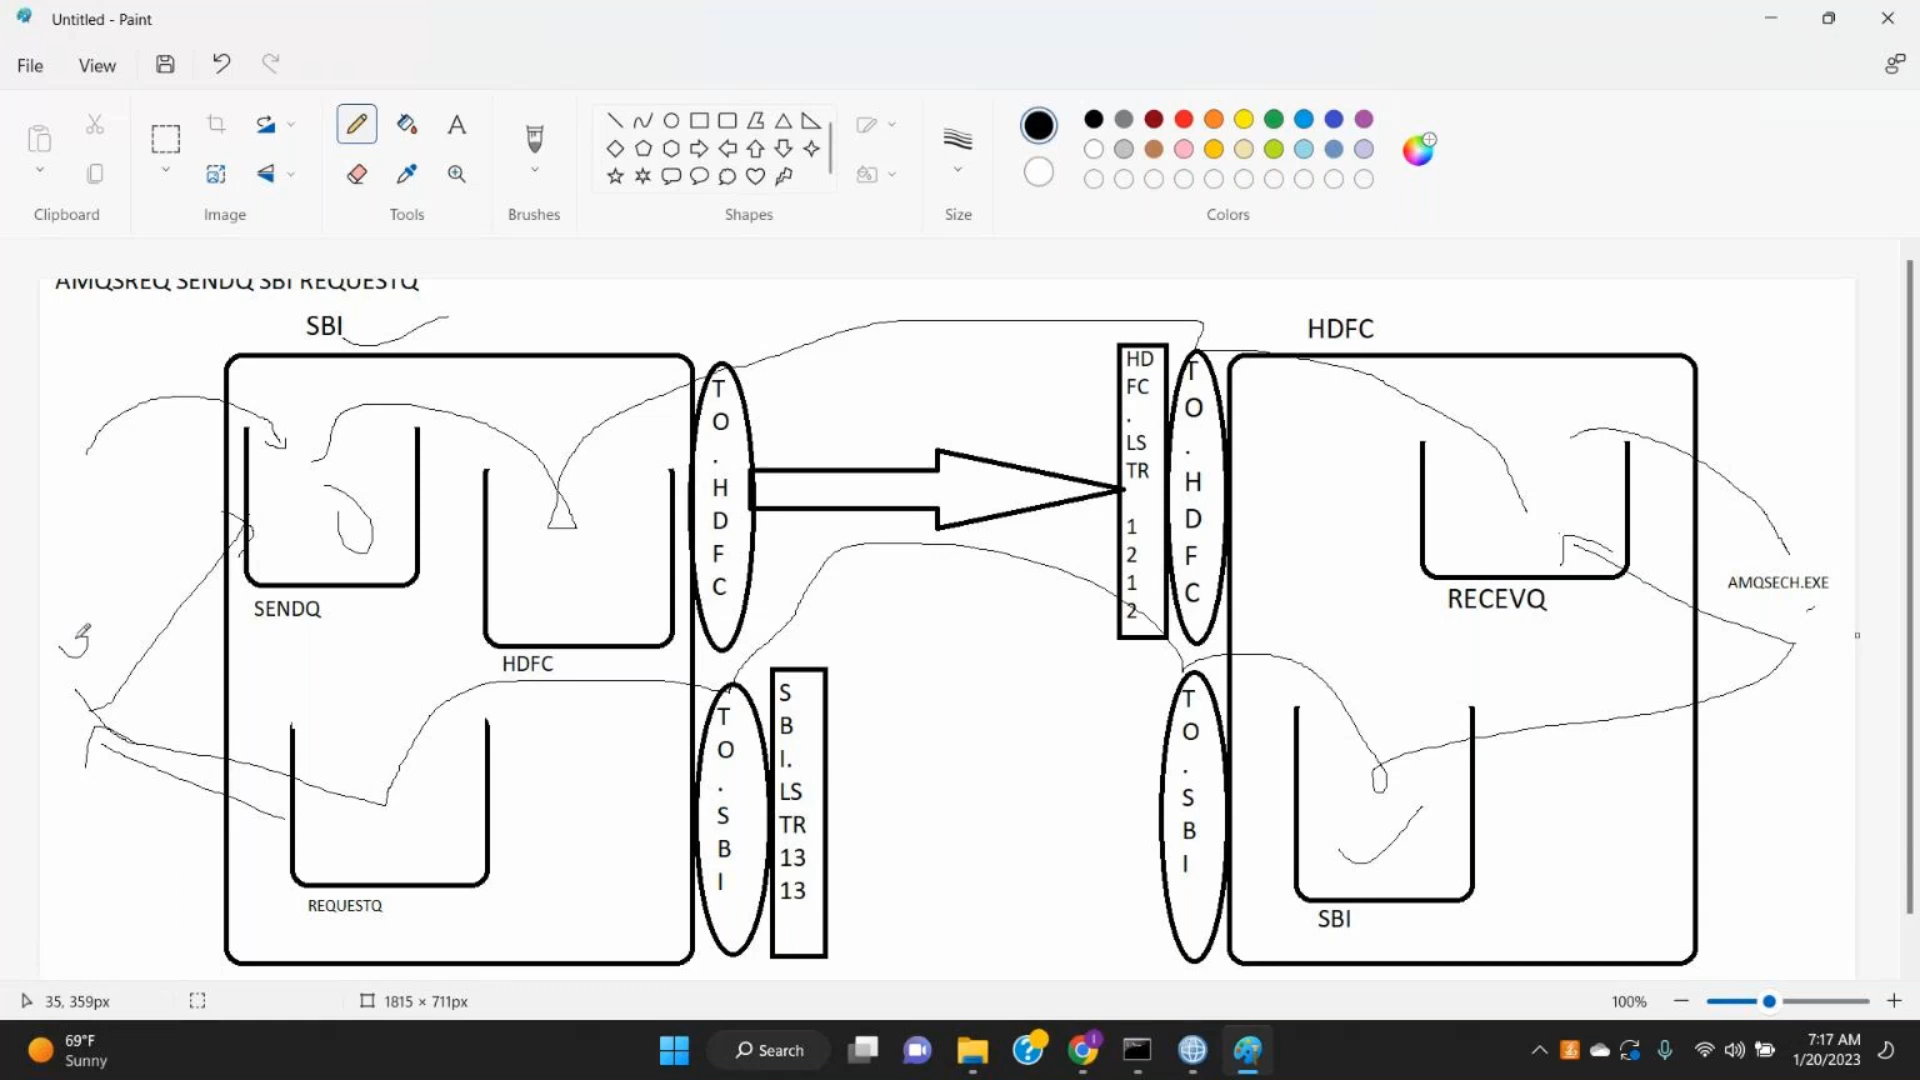 Untitled - Paint
File
View
Clipboard
Image
Tools
Brushes
Shapes
Size
Colors
AMQSREQ SENDQ SBI REQUESTQ
SBI
HDFC
T
O
.
H
D
F
C
HD
FC
.
LS
TR
1
2
1
2
T
O
.
H
D
F
C
SENDQ
HDFC
RECEVQ
AMQSECH.EXE
T
O
.
S
B
I
S
B
I.
LS
TR
13
13
T
O
.
S
B
I
REQUESTQ
SBI
35, 359px
1815 × 711px
100%
69°F
Sunny
Search
7:17 AM
1/20/2023